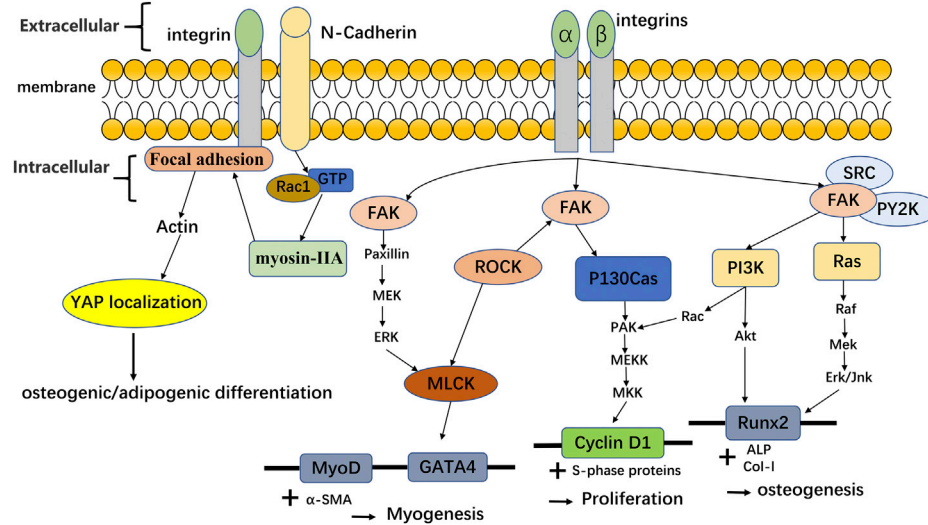 Extracellular
integrin
N-Cadherin
α
β
integrins
membrane
Intracellular
Focal adhesion
Rac1
GTP
SRC
FAK
FAK
FAK
PY2K
Actin
Paxillin
myosin-IIA
ROCK
P130Cas
PI3K
Ras
YAP localization
MEK
Rac
Raf
PAK
ERK
Akt
Mek
MEKK
osteogenic/adipogenic differentiation
MLCK
MKK
Erk/Jnk
Runx2
Cyclin D1
MyoD
GATA4
+ ALP
Col-I
+ S-phase proteins
+ α-SMA
osteogenesis
Proliferation
Myogenesis